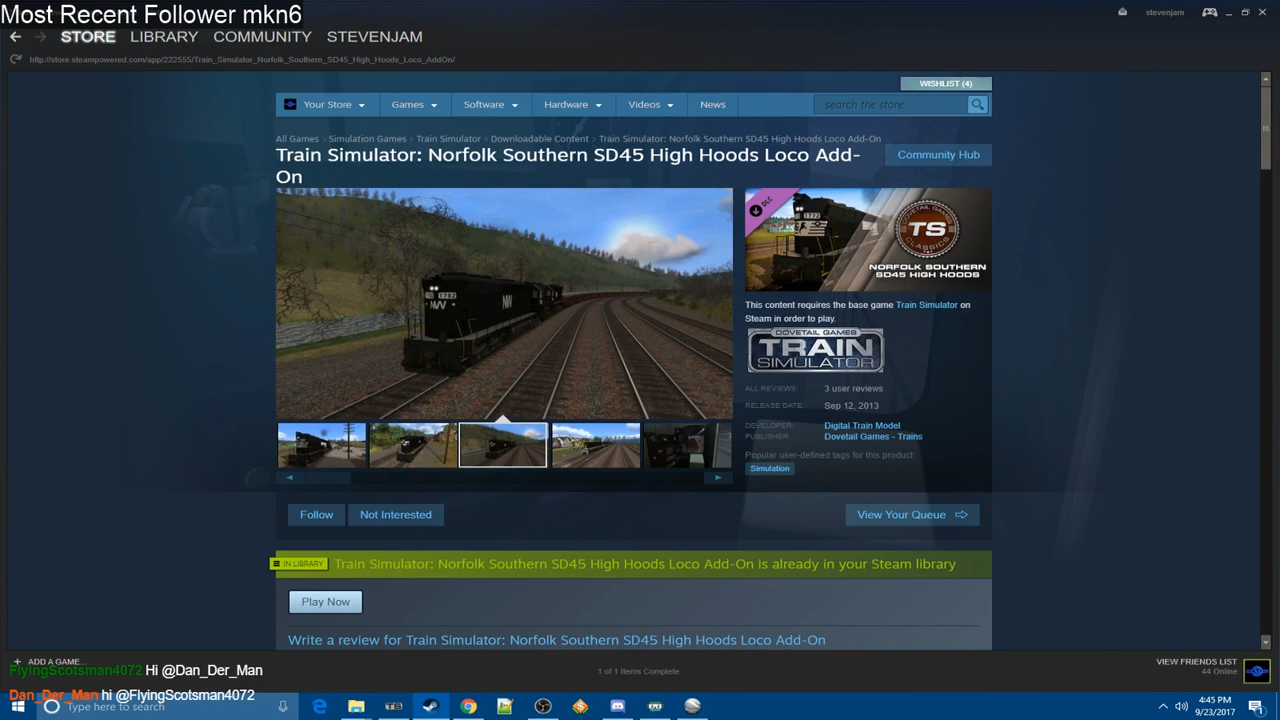 Most Recent Follower mkn6
stevenjam
STORE LIBRARY COMMUNITY STEVENJAM
http://store.steampowered.com/app/222555/Train_Simulator_Norfolk_Southern_SD45_High_Hoods_Loco_AddOn/
WISHLIST (4)
Your Store Games Software Hardware Videos News search the store
All Games > Simulation Games > Train Simulator > Downloadable Content > Train Simulator: Norfolk Southern SD45 High Hoods Loco Add-On
Train Simulator: Norfolk Southern SD45 High Hoods Loco Add-
On
Community Hub
1782
NW
NW
DLC
1772
TS
CLASSICS
NORFOLK SOUTHERN
SD45 HIGH HOODS
This content requires the base game Train Simulator on
Steam in order to play.
DOVETAIL GAMES
TRAIN
SIMULATOR
ALL REVIEWS: 3 user reviews
RELEASE DATE: Sep 12, 2013
DEVELOPER: Digital Train Model
PUBLISHER: Dovetail Games - Trains
Popular user-defined tags for this product:
Simulation
Follow Not Interested View Your Queue
IN LIBRARY Train Simulator: Norfolk Southern SD45 High Hoods Loco Add-On is already in your Steam library
Play Now
Write a review for Train Simulator: Norfolk Southern SD45 High Hoods Loco Add-On
ADD A GAME...
1 of 1 Items Complete
VIEW FRIENDS LIST
44 Online
FlyingScotsman4072 Hi @Dan_Der_Man
Dan_Der_Man hi @FlyingScotsman4072
Type here to search
4:45 PM
9/23/2017